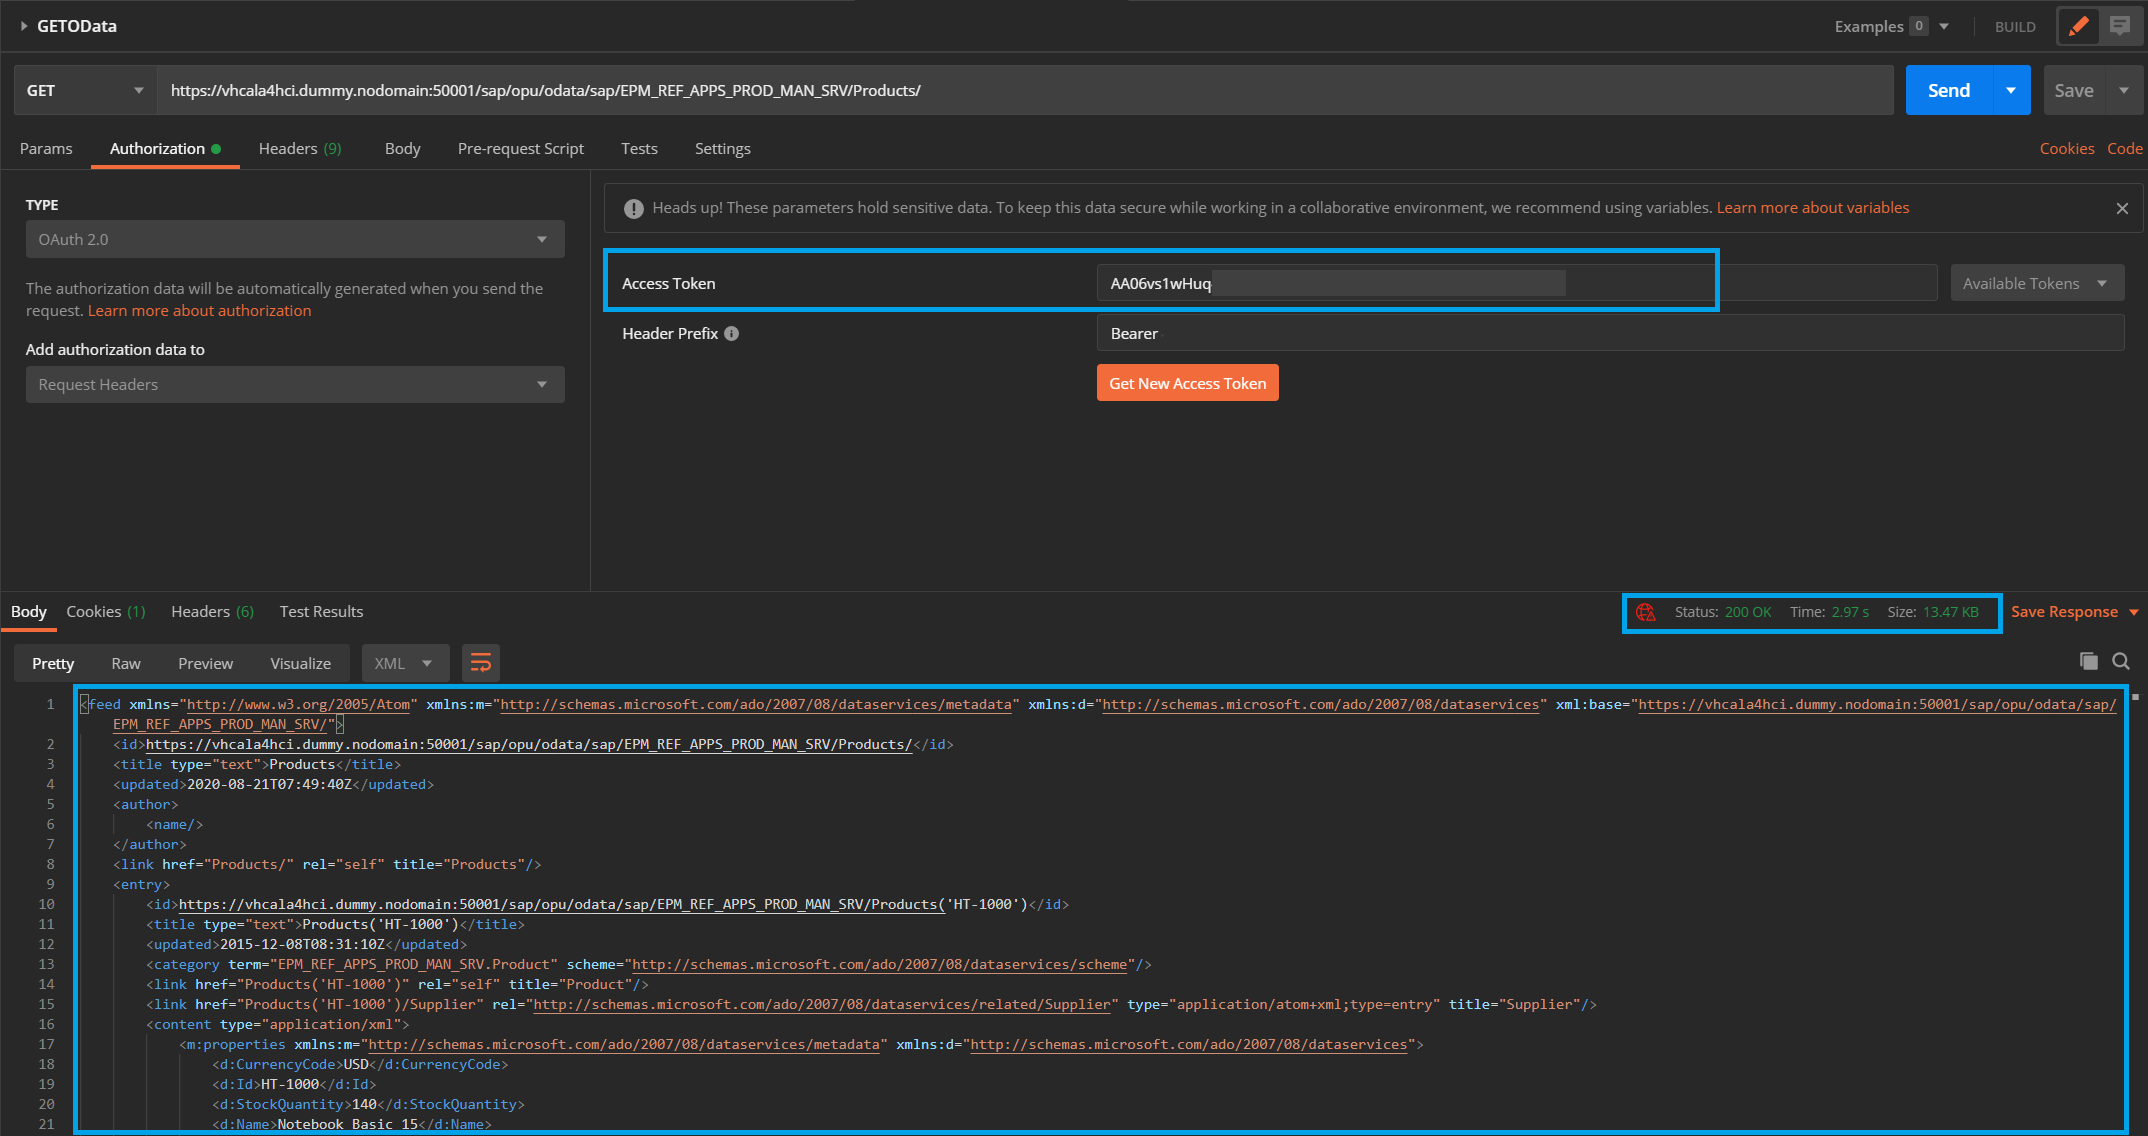 GETOData
Examples 0 BUILD
GET https://vhcala4hci.dummy.nodomain:50001/sap/opu/odata/sap/EPM_REF_APPS_PROD_MAN_SRV/Products/ Send Save
Params Authorization Headers (9) Body Pre-request Script Tests Settings Cookies Code
TYPE
OAuth 2.0
The authorization data will be automatically generated when you send the
request. Learn more about authorization
Add authorization data to
Request Headers
Heads up! These parameters hold sensitive data. To keep this data secure while working in a collaborative environment, we recommend using variables. Learn more about variables
Access Token AA06vs1wHuq Available Tokens
Header Prefix Bearer
Get New Access Token
Body Cookies (1) Headers (6) Test Results Status: 200 OK Time: 2.97 s Size: 13.47 KB Save Response
Pretty Raw Preview Visualize XML
1 <feed xmlns="http://www.w3.org/2005/Atom" xmlns:m="http://schemas.microsoft.com/ado/2007/08/dataservices/metadata" xmlns:d="http://schemas.microsoft.com/ado/2007/08/dataservices" xml:base="https://vhcala4hci.dummy.nodomain:50001/sap/opu/odata/sap/
EPM_REF_APPS_PROD_MAN_SRV/">
2 <id>https://vhcala4hci.dummy.nodomain:50001/sap/opu/odata/sap/EPM_REF_APPS_PROD_MAN_SRV/Products/</id>
3 <title type="text">Products</title>
4 <updated>2020-08-21T07:49:40Z</updated>
5 <author>
6 <name/>
7 </author>
8 <link href="Products/" rel="self" title="Products"/>
9 <entry>
10 <id>https://vhcala4hci.dummy.nodomain:50001/sap/opu/odata/sap/EPM_REF_APPS_PROD_MAN_SRV/Products('HT-1000')</id>
11 <title type="text">Products('HT-1000')</title>
12 <updated>2015-12-08T08:31:10Z</updated>
13 <category term="EPM_REF_APPS_PROD_MAN_SRV.Product" scheme="http://schemas.microsoft.com/ado/2007/08/dataservices/scheme"/>
14 <link href="Products('HT-1000')" rel="self" title="Product"/>
15 <link href="Products('HT-1000')/Supplier" rel="http://schemas.microsoft.com/ado/2007/08/dataservices/related/Supplier" type="application/atom+xml;type=entry" title="Supplier"/>
16 <content type="application/xml">
17 <m:properties xmlns:m="http://schemas.microsoft.com/ado/2007/08/dataservices/metadata" xmlns:d="http://schemas.microsoft.com/ado/2007/08/dataservices">
18 <d:CurrencyCode>USD</d:CurrencyCode>
19 <d:Id>HT-1000</d:Id>
20 <d:StockQuantity>140</d:StockQuantity>
21 <d:Name>Notebook Basic 15</d:Name>